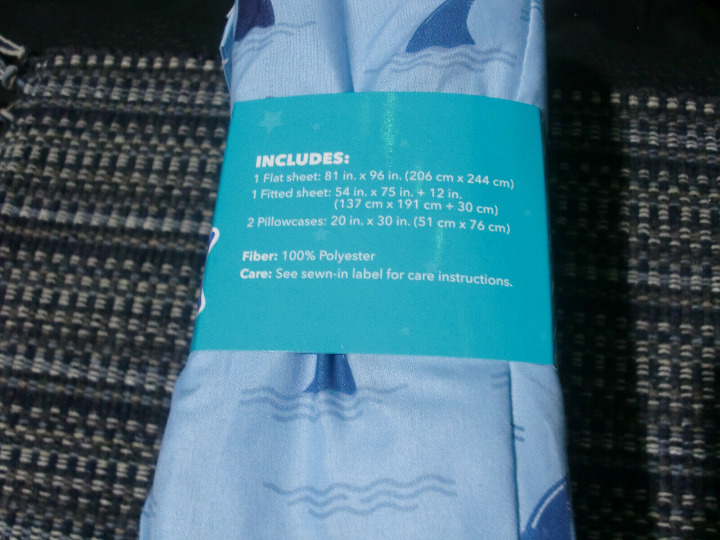 INCLUDES:
1 Flat sheet: 81 in. x 96 in. (206 cm x 244 cm)
1 Fitted sheet: 54 in. x 75 in. + 12 in.
(137 cm x 191 cm + 30 cm)
2 Pillowcases: 20 in. x 30 in. (51 cm x 76 cm)
Fiber: 100% Polyester
Care: See sewn-in label for care instructions.